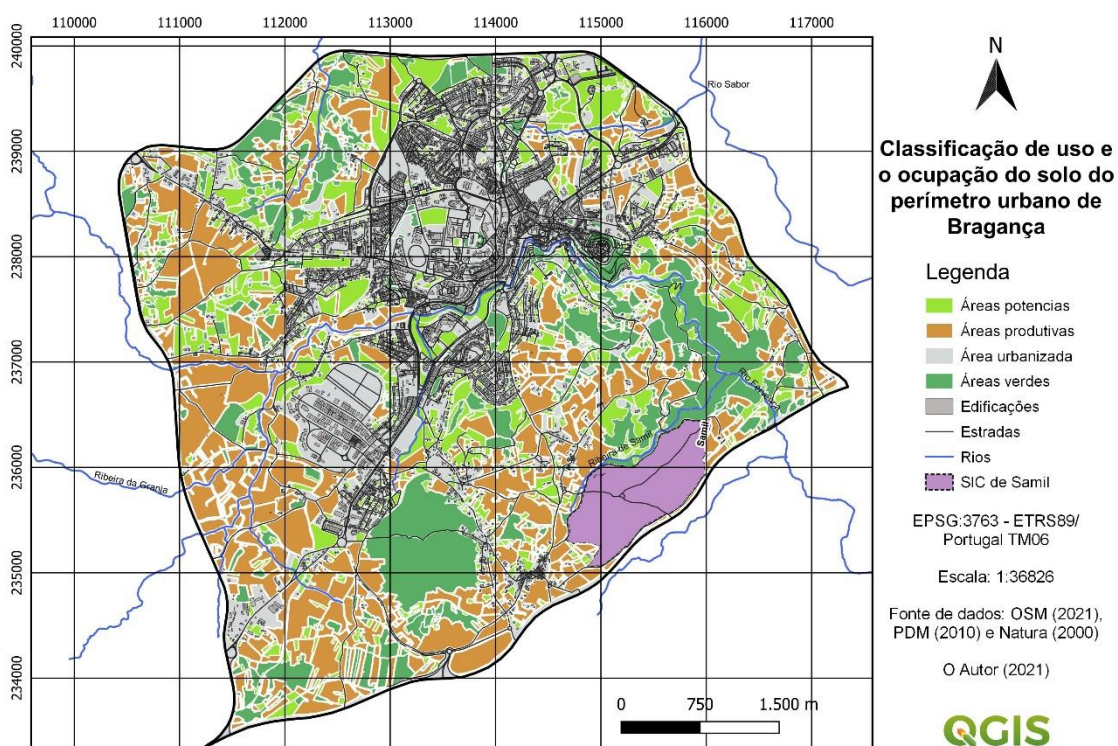 110000 111000 112000 113000 114000 115000 116000 117000
240000
239000
238000
237000
236000
235000
234000
Rio Sabor
Rio Fervença
Ribeira de Samil
Samil
Ribeira da Granja
0 750 1.500 m
N
Classificação de uso e
o ocupação do solo do
perímetro urbano de
Bragança
Legenda
Áreas potencias
Áreas produtivas
Área urbanizada
Áreas verdes
Edificações
Estradas
Rios
SIC de Samil
EPSG:3763 - ETRS89/
Portugal TM06
Escala: 1:36826
Fonte de dados: OSM (2021),
PDM (2010) e Natura (2000)
O Autor (2021)
QGIS